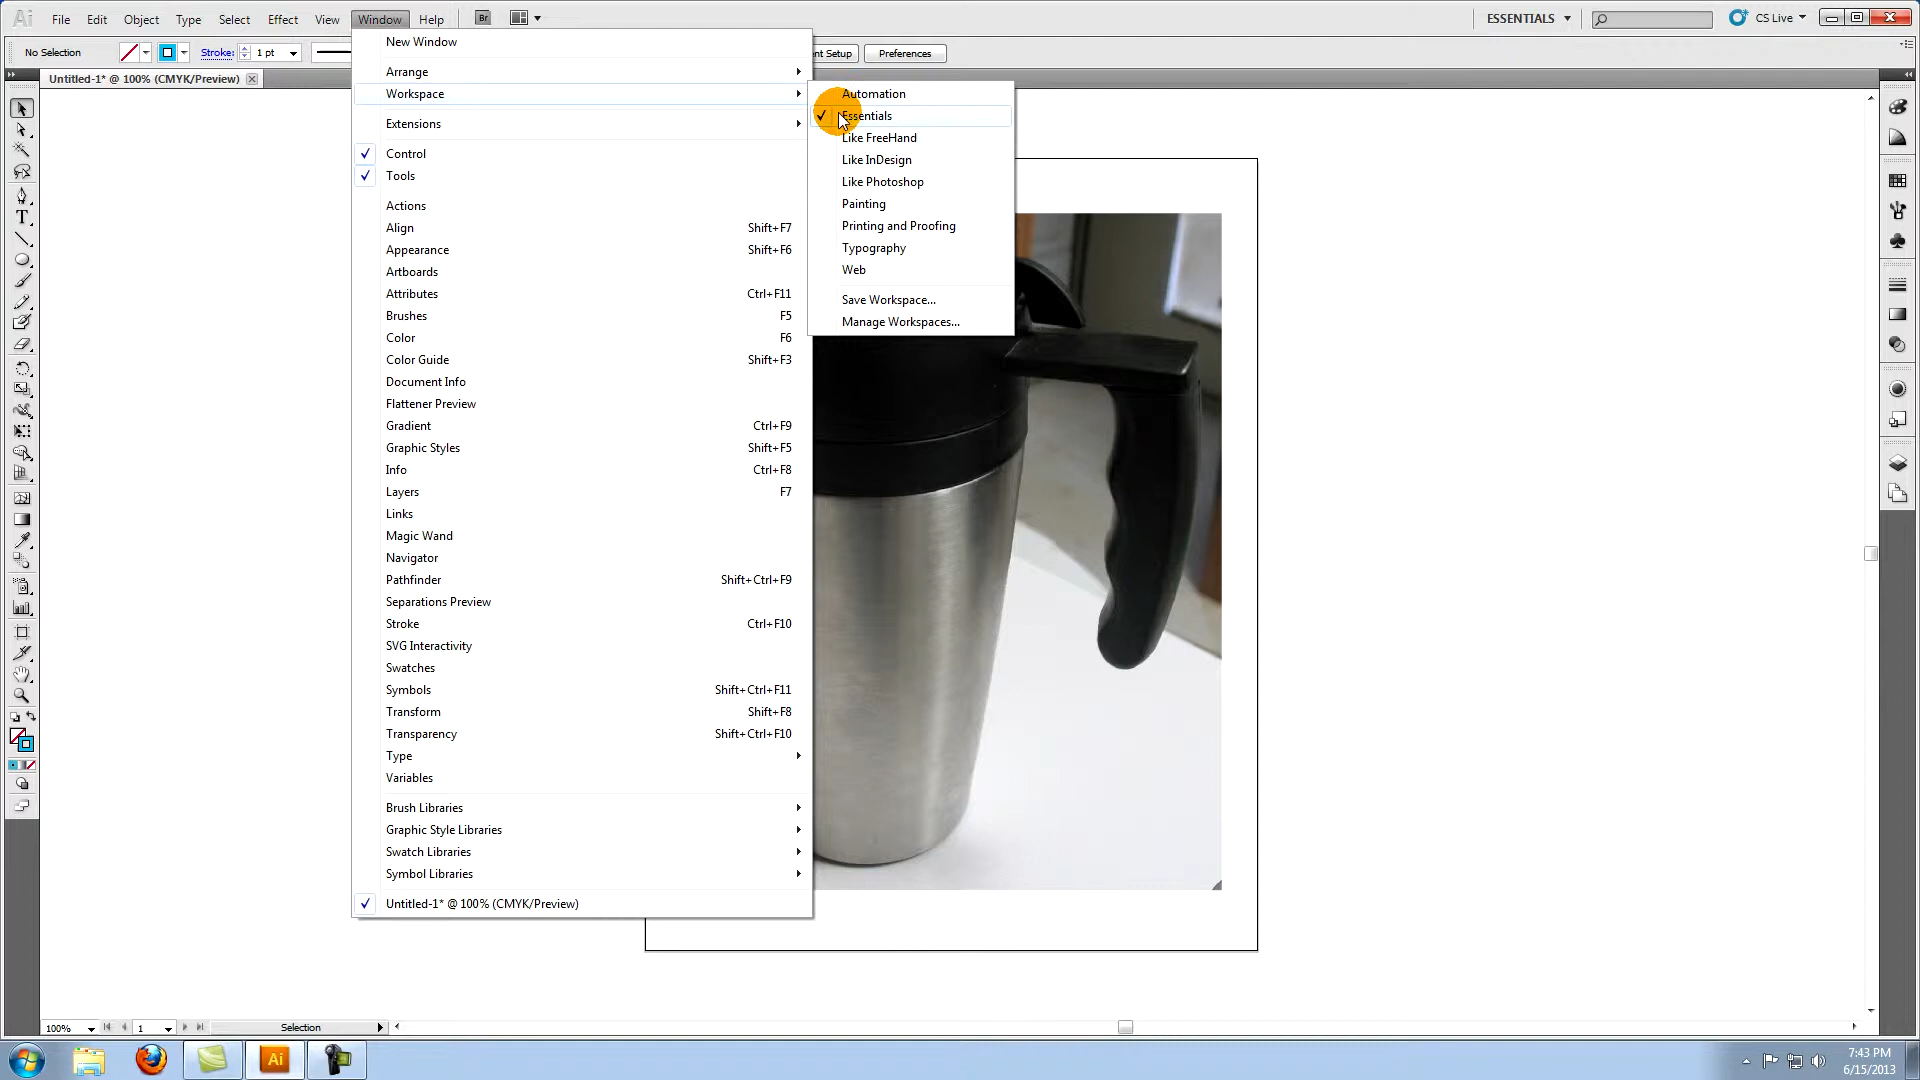 Ai File Edit Object Type Select Effect View Window Help Br ESSENTIALS CS Live
No Selection Stroke: 1 pt nt Setup Preferences
Untitled-1* @ 100% (CMYK/Preview)
New Window
Arrange
Workspace
Extensions
Control
Tools
Actions
Align Shift+F7
Appearance Shift+F6
Artboards
Attributes Ctrl+F11
Brushes F5
Color F6
Color Guide Shift+F3
Document Info
Flattener Preview
Gradient Ctrl+F9
Graphic Styles Shift+F5
Info Ctrl+F8
Layers F7
Links
Magic Wand
Navigator
Pathfinder Shift+Ctrl+F9
Separations Preview
Stroke Ctrl+F10
SVG Interactivity
Swatches
Symbols Shift+Ctrl+F11
Transform Shift+F8
Transparency Shift+Ctrl+F10
Type
Variables
Brush Libraries
Graphic Style Libraries
Swatch Libraries
Symbol Libraries
Untitled-1* @ 100% (CMYK/Preview)
Automation
Essentials
Like FreeHand
Like InDesign
Like Photoshop
Painting
Printing and Proofing
Typography
Web
Save Workspace...
Manage Workspaces...
100% 1 Selection
Ai
7:43 PM
6/15/2013